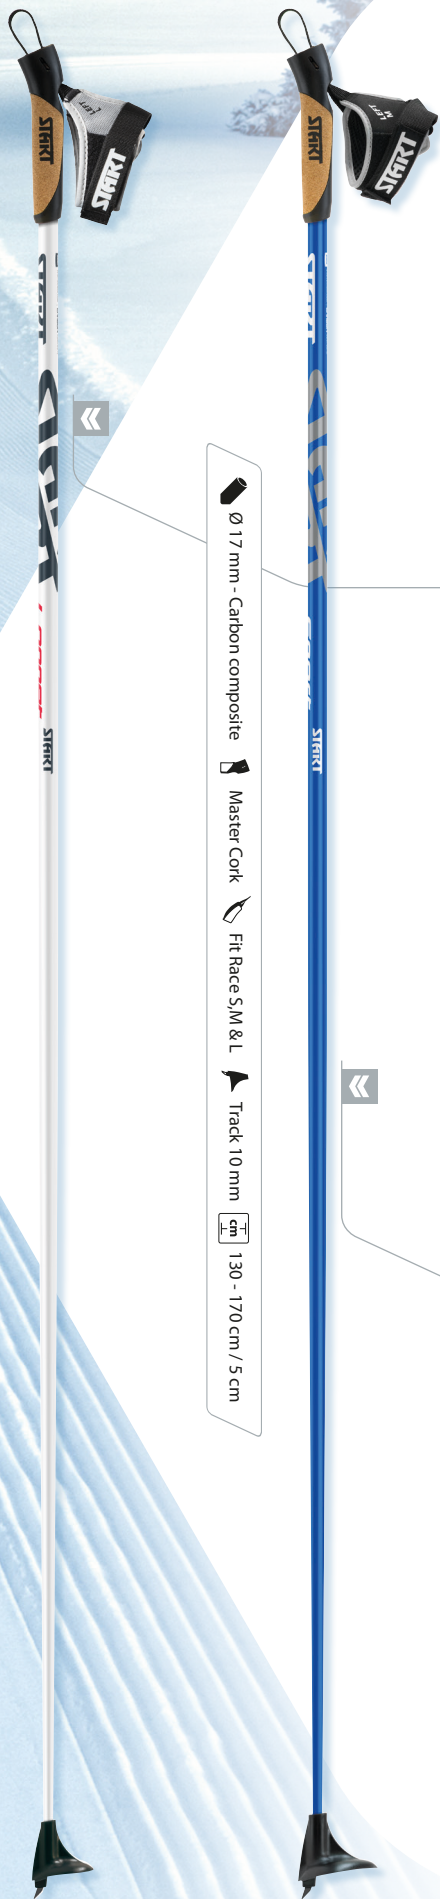 START
LEFT
L
START
START
START
START
LEFT
M
START
START
START
Ø 17 mm - Carbon composite
Master Cork
Fit Race S,M & L
Track 10 mm
cm
130 - 170 cm / 5 cm